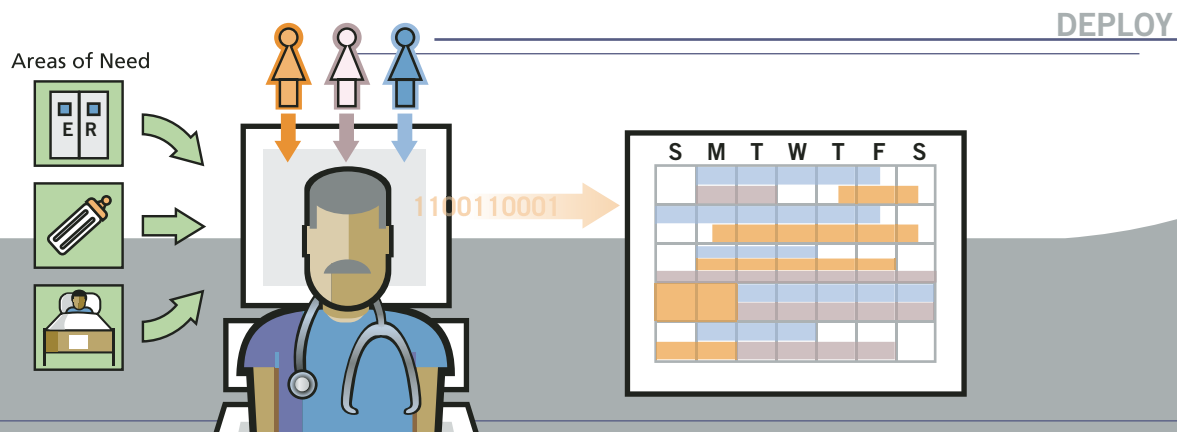 DEPLOY
Areas of Need
E R
1100110001
S M T W T F S